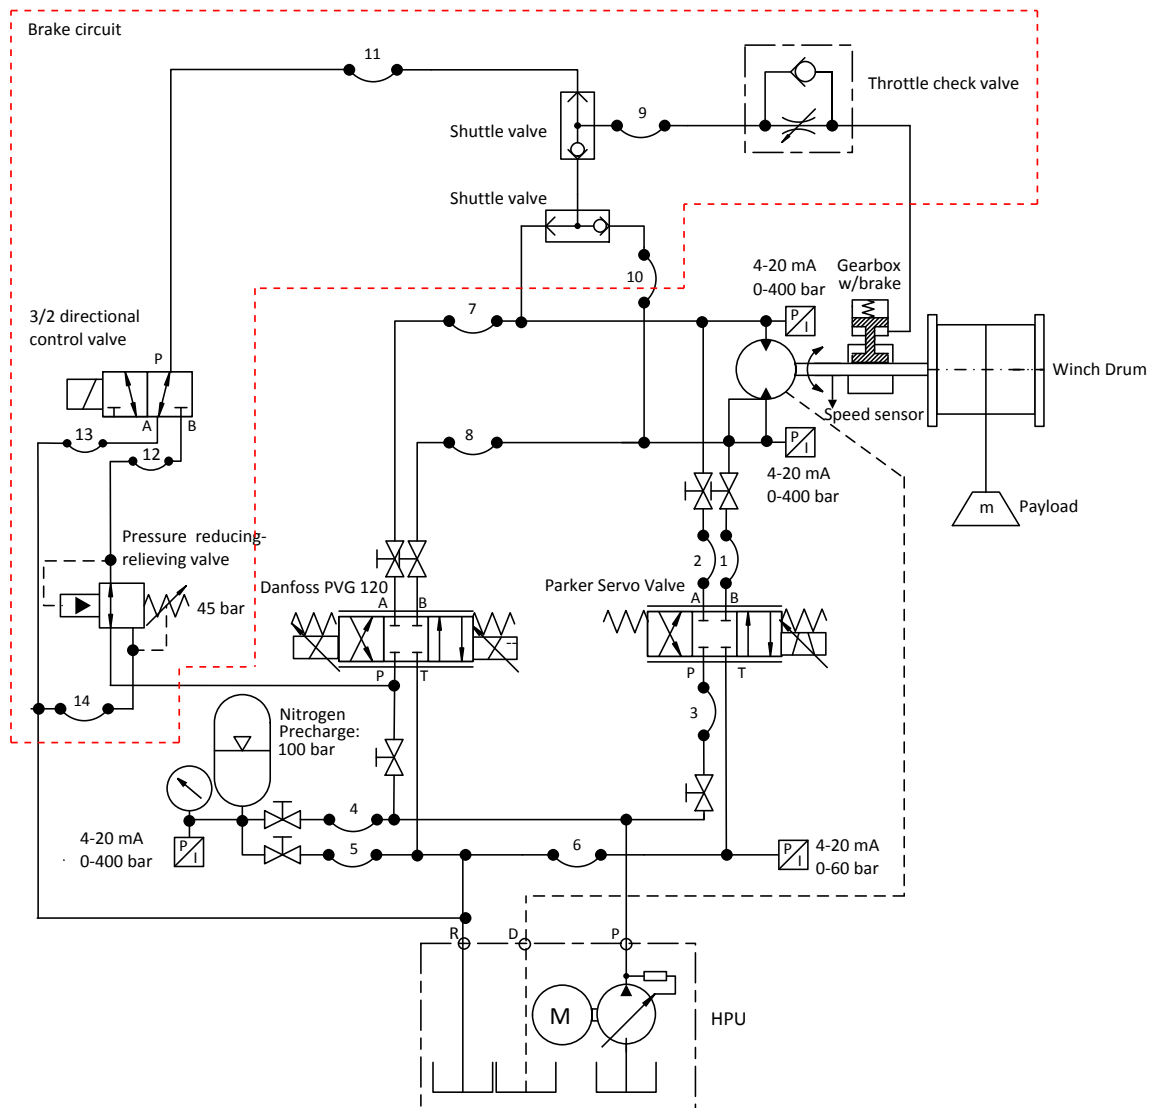 Brake circuit
11
Throttle check valve
9
Shuttle valve
Shuttle valve
4-20 mA
0-400 bar
Gearbox
w/brake
10
7
P
I
3/2 directional
control valve
P
Winch Drum
Speed sensor
A
B
13
8
P
I
12
4-20 mA
0-400 bar
m
Payload
Pressure reducing-
relieving valve
2
1
Danfoss PVG 120
Parker Servo Valve
45 bar
A
B
A
B
P
T
P
T
14
3
Nitrogen
Precharge:
100 bar
4
4-20 mA
0-400 bar
P
I
5
6
P
I
4-20 mA
0-60 bar
R
D
P
M
HPU